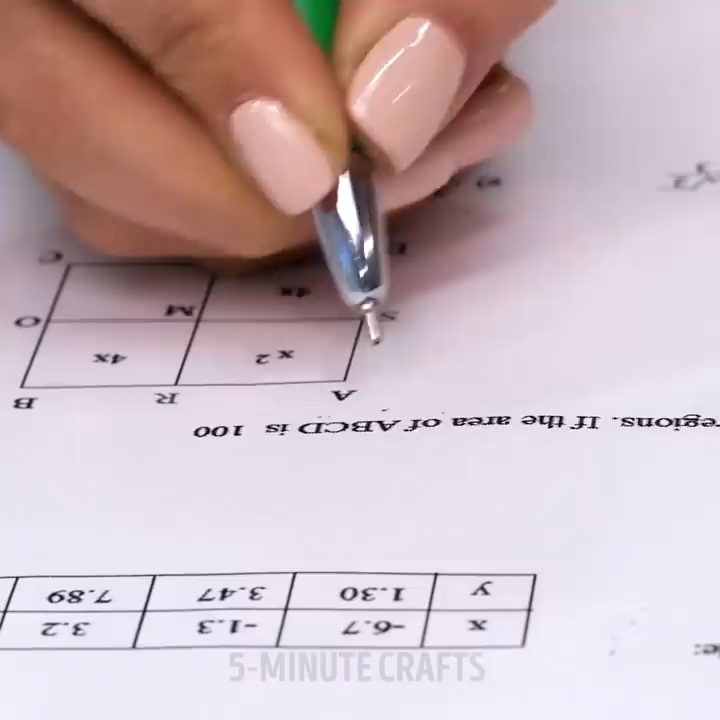 x -6.7 -1.3 3.2
y 1.30 3.47 7.89
regions. If the area of ABCD is 100
A R B
x 2 4x
S M O
4x
C
5-MINUTE CRAFTS